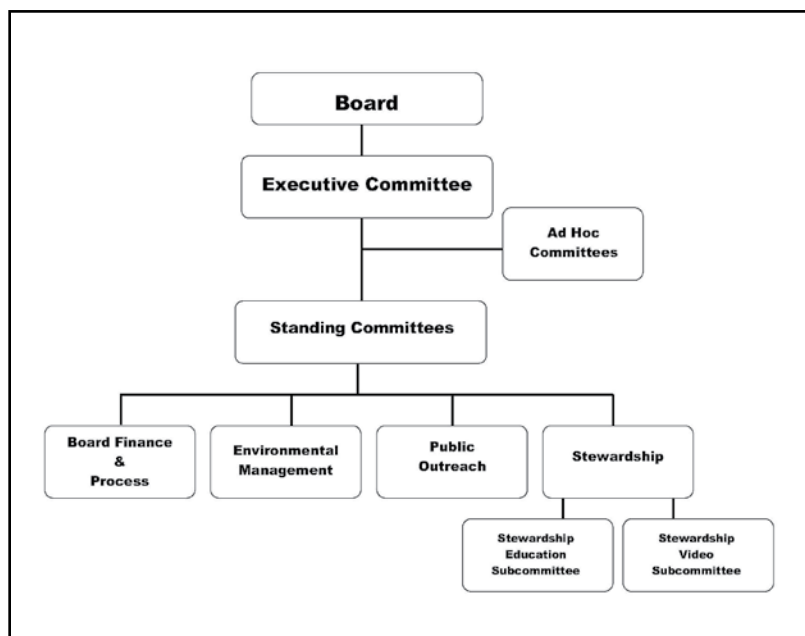 Board
Executive Committee
Ad Hoc
Committees
Standing Committees
Board Finance
&
Process
Environmental
Management
Public
Outreach
Stewardship
Stewardship
Education
Subcommittee
Stewardship
Video
Subcommittee